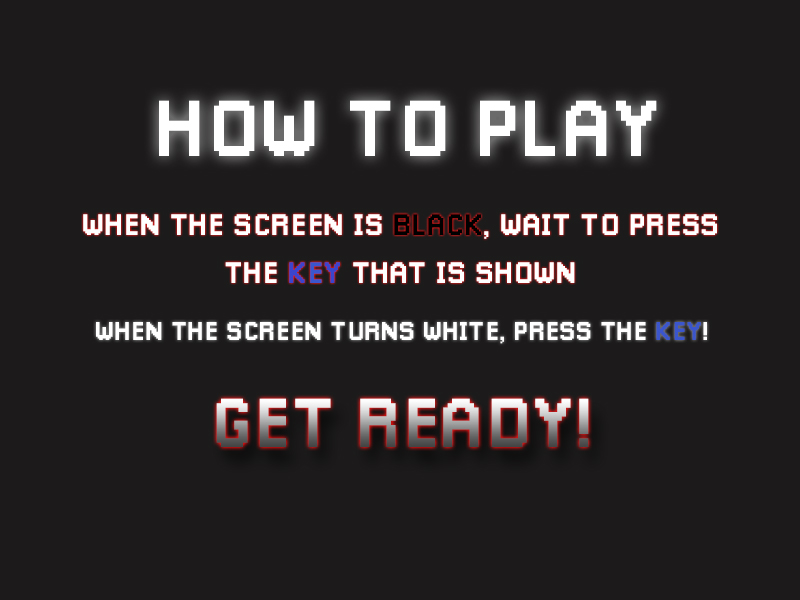 HOW TO PLAY
WHEN THE SCREEN IS BLACK, WAIT TO PRESS
THE KEY THAT IS SHOWN
WHEN THE SCREEN TURNS WHITE, PRESS THE KEY!
GET READY!